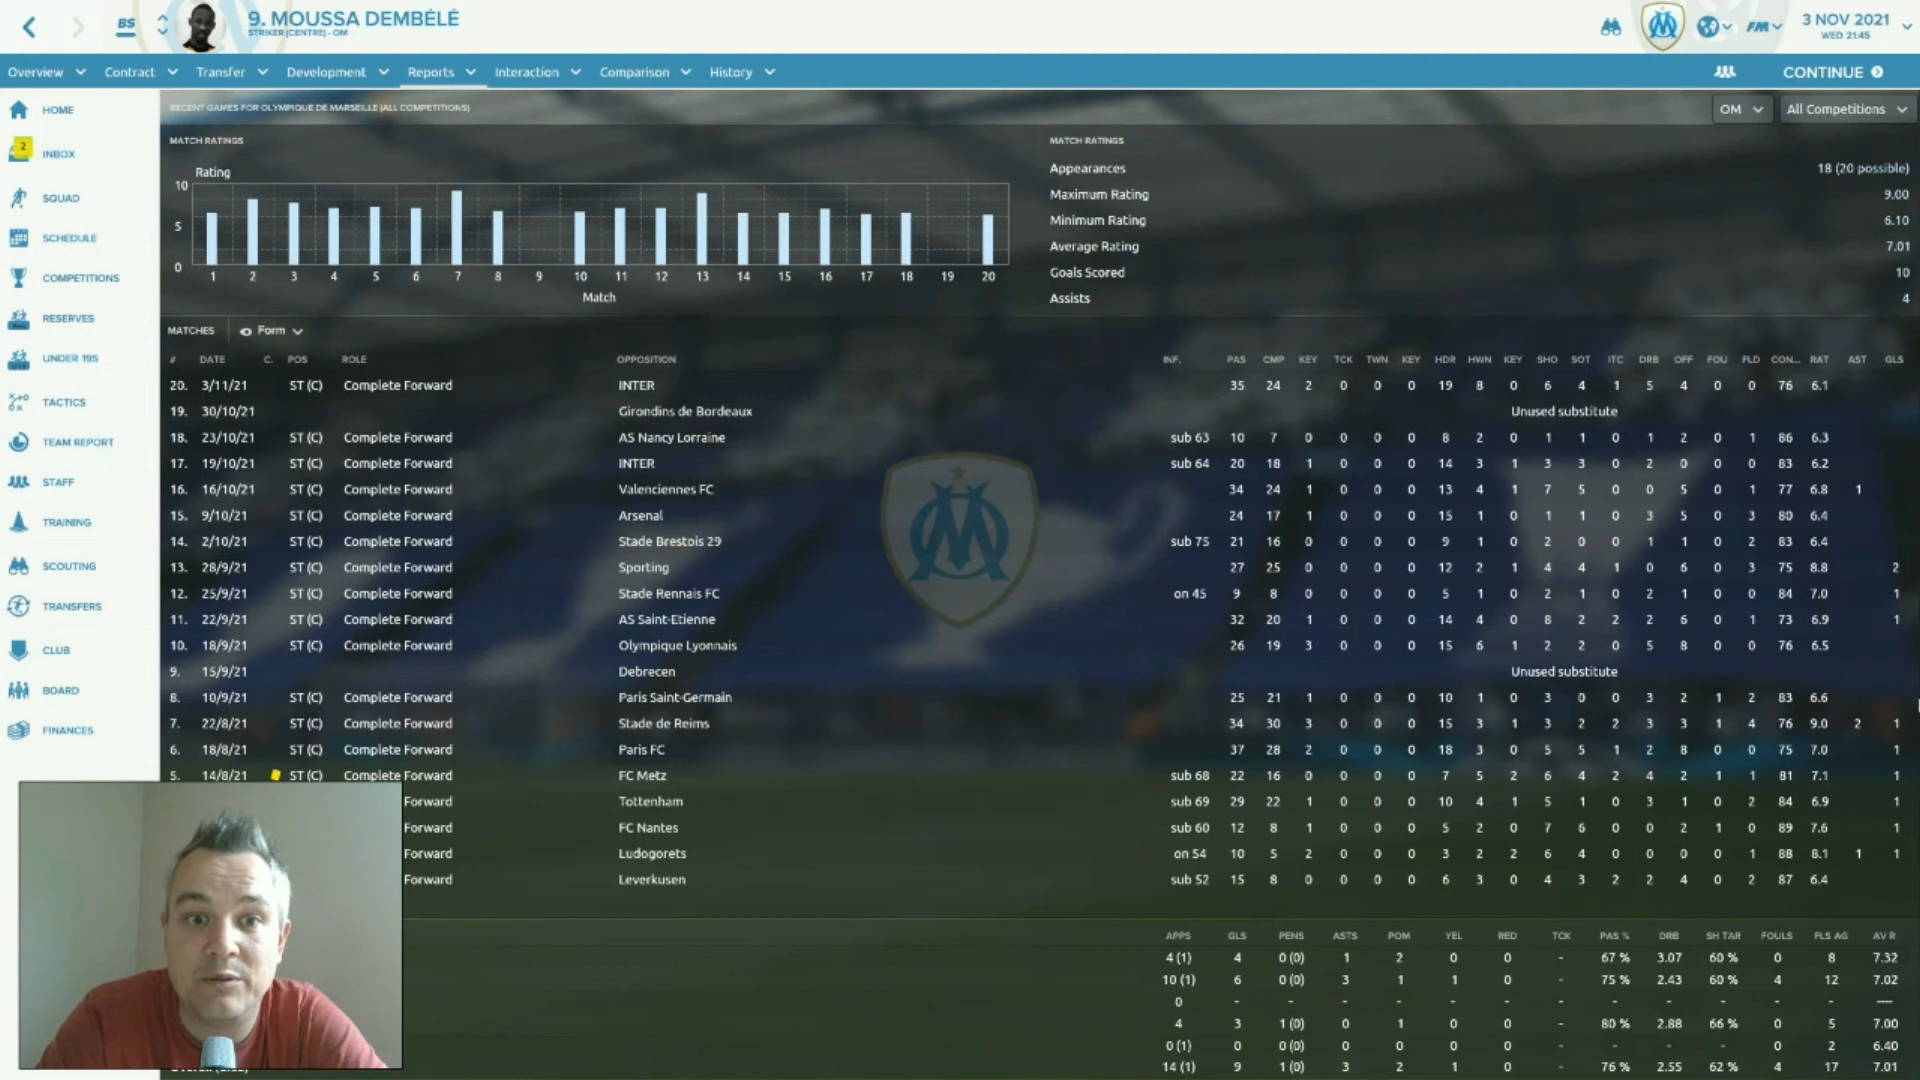 BS
9. MOUSSA DEMBÉLÉ
STRIKER (CENTRE) - OM
FM
3 NOV 2021
WED 21:45
Overview Contract Transfer Development Reports Interaction Comparison History
CONTINUE
HOME
2
INBOX
SQUAD
SCHEDULE
COMPETITIONS
RESERVES
UNDER 19S
TACTICS
TEAM REPORT
STAFF
TRAINING
SCOUTING
TRANSFERS
CLUB
BOARD
FINANCES
RECENT GAMES FOR OLYMPIQUE DE MARSEILLE (ALL COMPETITIONS)
OM All Competitions
MATCH RATINGS
Rating
10
5
0
1 2 3 4 5 6 7 8 9 10 11 12 13 14 15 16 17 18 19 20
Match
MATCH RATINGS
Appearances 18 (20 possible)
Maximum Rating 9.00
Minimum Rating 6.10
Average Rating 7.01
Goals Scored 10
Assists 4
MATCHES Form
# DATE C. POS ROLE OPPOSITION INF. PAS CMP KEY TCK TWN KEY HDR HWN KEY SHO SOT ITC DRB OFF FOU FLD CON... RAT AST GLS
20. 3/11/21 ST (C) Complete Forward INTER 35 24 2 0 0 0 19 8 0 6 4 1 5 4 0 0 76 6.1
19. 30/10/21 Girondins de Bordeaux Unused substitute
18. 23/10/21 ST (C) Complete Forward AS Nancy Lorraine sub 63 10 7 0 0 0 0 8 2 0 1 1 0 1 2 0 1 86 6.3
17. 19/10/21 ST (C) Complete Forward INTER sub 64 20 18 1 0 0 0 14 3 1 3 3 0 2 0 0 0 83 6.2
16. 16/10/21 ST (C) Complete Forward Valenciennes FC 34 24 1 0 0 0 13 4 1 7 5 0 0 5 0 1 77 6.8 1
15. 9/10/21 ST (C) Complete Forward Arsenal 24 17 1 0 0 0 15 1 0 1 1 0 3 5 0 3 80 6.4
14. 2/10/21 ST (C) Complete Forward Stade Brestois 29 sub 75 21 16 0 0 0 0 9 1 0 2 0 0 1 1 0 2 83 6.4
13. 28/9/21 ST (C) Complete Forward Sporting 27 25 0 0 0 0 12 2 1 4 4 1 0 6 0 3 75 8.8 2
12. 25/9/21 ST (C) Complete Forward Stade Rennais FC on 45 9 8 0 0 0 0 5 1 0 2 1 0 2 1 0 0 84 7.0 1
11. 22/9/21 ST (C) Complete Forward AS Saint-Etienne 32 20 1 0 0 0 14 4 0 8 2 2 2 6 0 1 73 6.9 1
10. 18/9/21 ST (C) Complete Forward Olympique Lyonnais 26 19 3 0 0 0 15 6 1 2 2 0 5 8 0 0 76 6.5
9. 15/9/21 Debrecen Unused substitute
8. 10/9/21 ST (C) Complete Forward Paris Saint-Germain 25 21 1 0 0 0 10 1 0 3 0 0 3 2 1 2 83 6.6
7. 22/8/21 ST (C) Complete Forward Stade de Reims 34 30 3 0 0 0 15 3 1 3 2 2 3 3 1 4 76 9.0 2 1
6. 18/8/21 ST (C) Complete Forward Paris FC 37 28 2 0 0 0 18 3 0 5 5 1 2 8 0 0 75 7.0 1
5. 14/8/21 ST (C) Complete Forward FC Metz sub 68 22 16 0 0 0 0 7 5 2 6 4 2 4 2 1 1 81 7.1 1
Forward Tottenham sub 69 29 22 1 0 0 0 10 4 1 5 1 0 3 1 0 2 84 6.9 1
Forward FC Nantes sub 60 12 8 1 0 0 0 5 2 0 7 6 0 0 2 1 0 89 7.6 1
Forward Ludogorets on 54 10 5 2 0 0 0 3 2 2 6 4 0 0 0 0 1 88 8.1 1 1
Forward Leverkusen sub 52 15 8 0 0 0 0 6 3 0 4 3 2 2 4 0 2 87 6.4
APPS GLS PENS ASTS POM YEL RED TCK PAS % DRB SH TAR FOULS FLS AG AV R
4 (1) 4 0 (0) 1 2 0 0 - 67 % 3.07 60 % 0 8 7.32
10 (1) 6 0 (0) 3 1 1 0 - 75 % 2.43 60 % 4 12 7.02
0 - - - - - - - - - - - - ----
4 3 1 (0) 0 1 0 0 - 80 % 2.88 66 % 0 5 7.00
0 (1) 0 0 (0) 0 0 0 0 - - - - 0 2 6.40
14 (1) 9 1 (0) 3 2 1 0 - 76 % 2.55 62 % 4 17 7.01